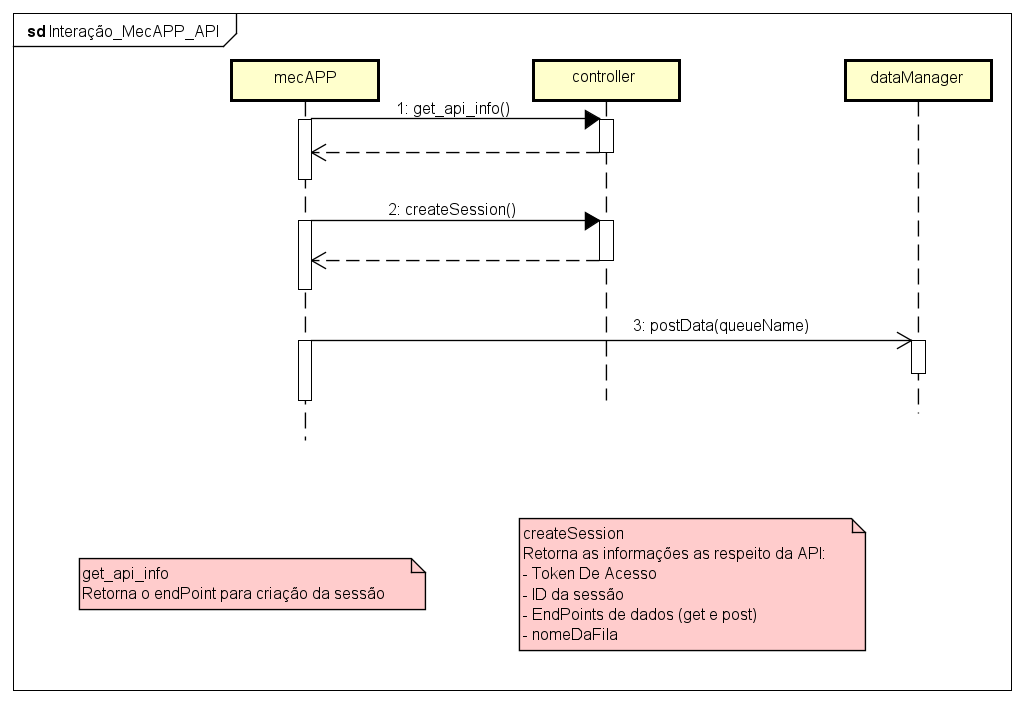 sd Interação_MecAPP_API
mecAPP
controller
dataManager
1: get_api_info()
2: createSession()
3: postData(queueName)
createSession
Retorna as informações as respeito da API:
- Token De Acesso
- ID da sessão
- EndPoints de dados (get e post)
- nomeDaFila
get_api_info
Retorna o endPoint para criação da sessão